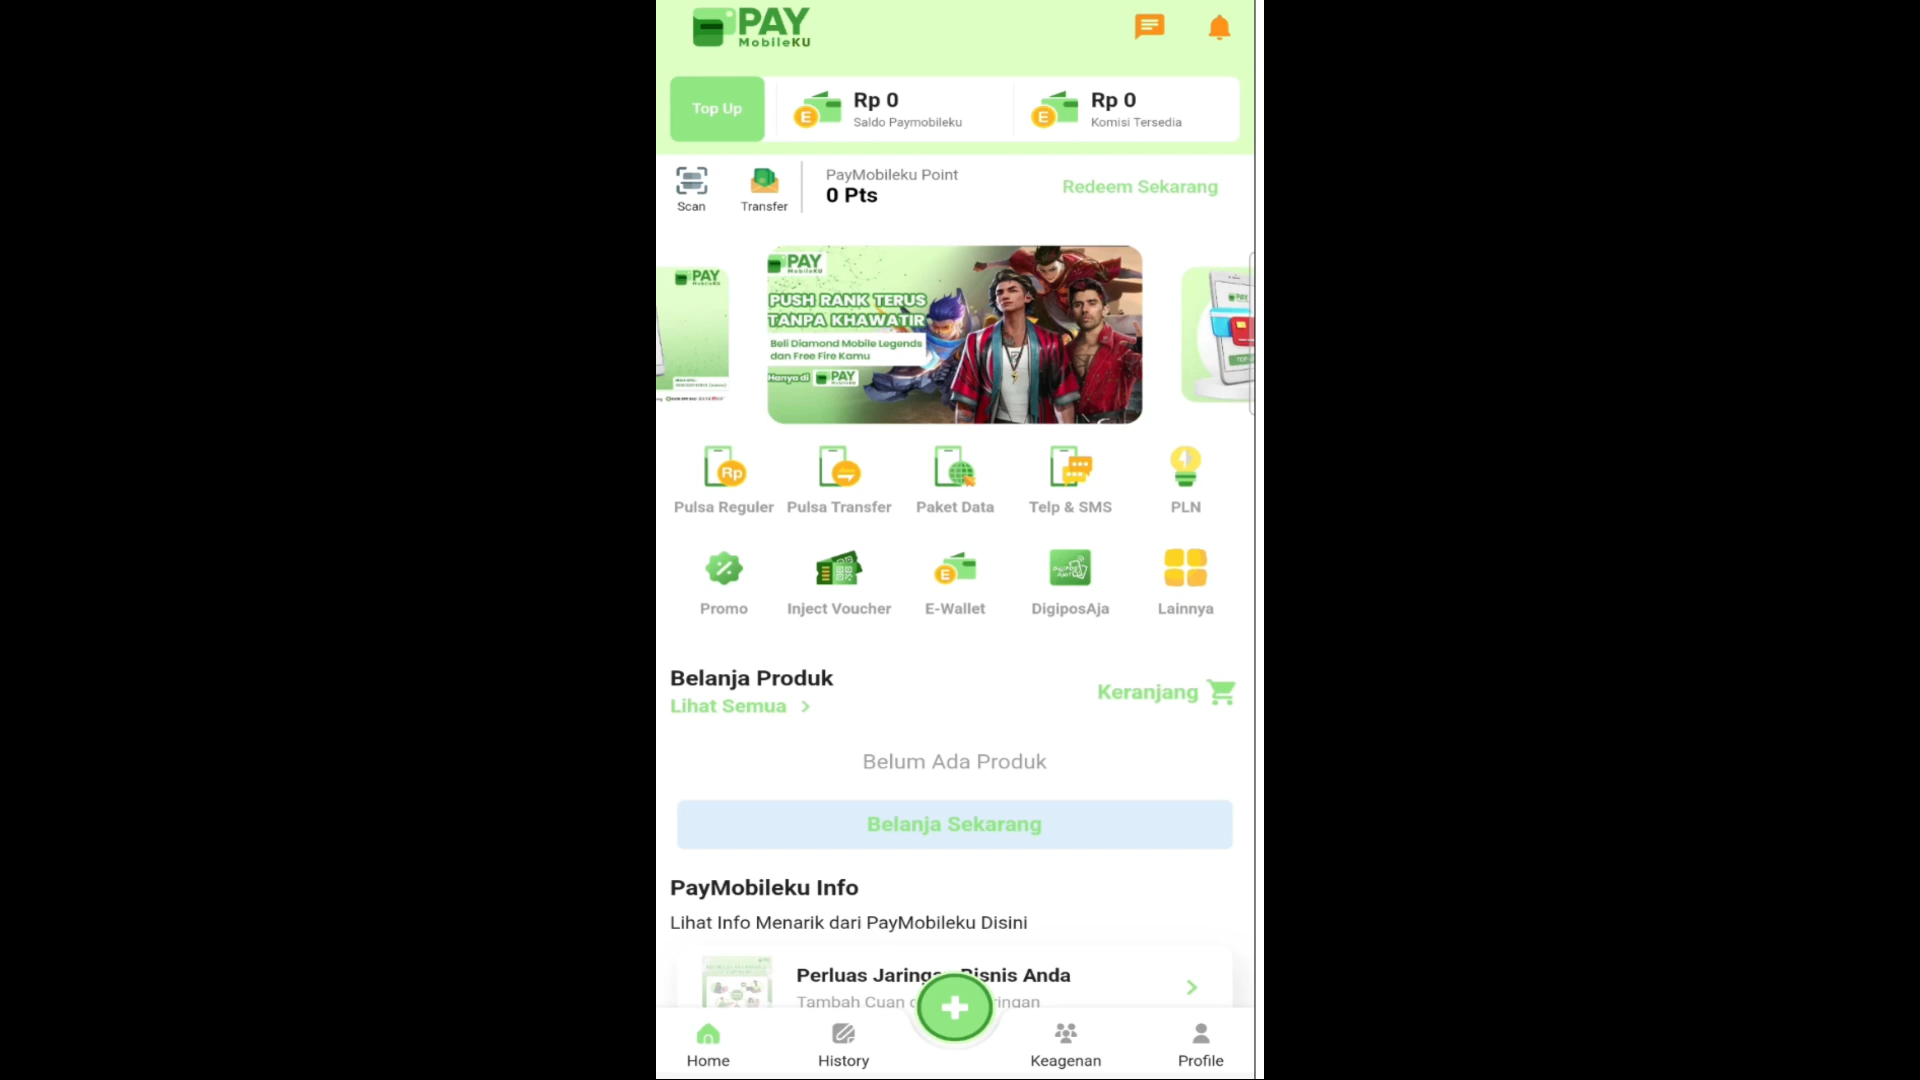 PAY
MobileKU
Top Up
Rp 0
Saldo Paymobileku
Rp 0
Komisi Tersedia
Scan
Transfer
PayMobileku Point
0 Pts
Redeem Sekarang
PAY
MobileKU
PAY
MobileKU
PUSH RANK TERUS
TANPA KHAWATIR
Beli Diamond Mobile Legends
dan Free Fire Kamu
Hanya di PAY
PAY
Pulsa Reguler
Pulsa Transfer
Paket Data
Telp & SMS
PLN
Promo
Inject Voucher
E-Wallet
DigiposAja
Lainnya
Belanja Produk
Lihat Semua
Keranjang
Belum Ada Produk
Belanja Sekarang
PayMobileku Info
Lihat Info Menarik dari PayMobileku Disini
Perluas Bisnis Anda
Tambah Cuan
Home
History
Keagenan
Profile